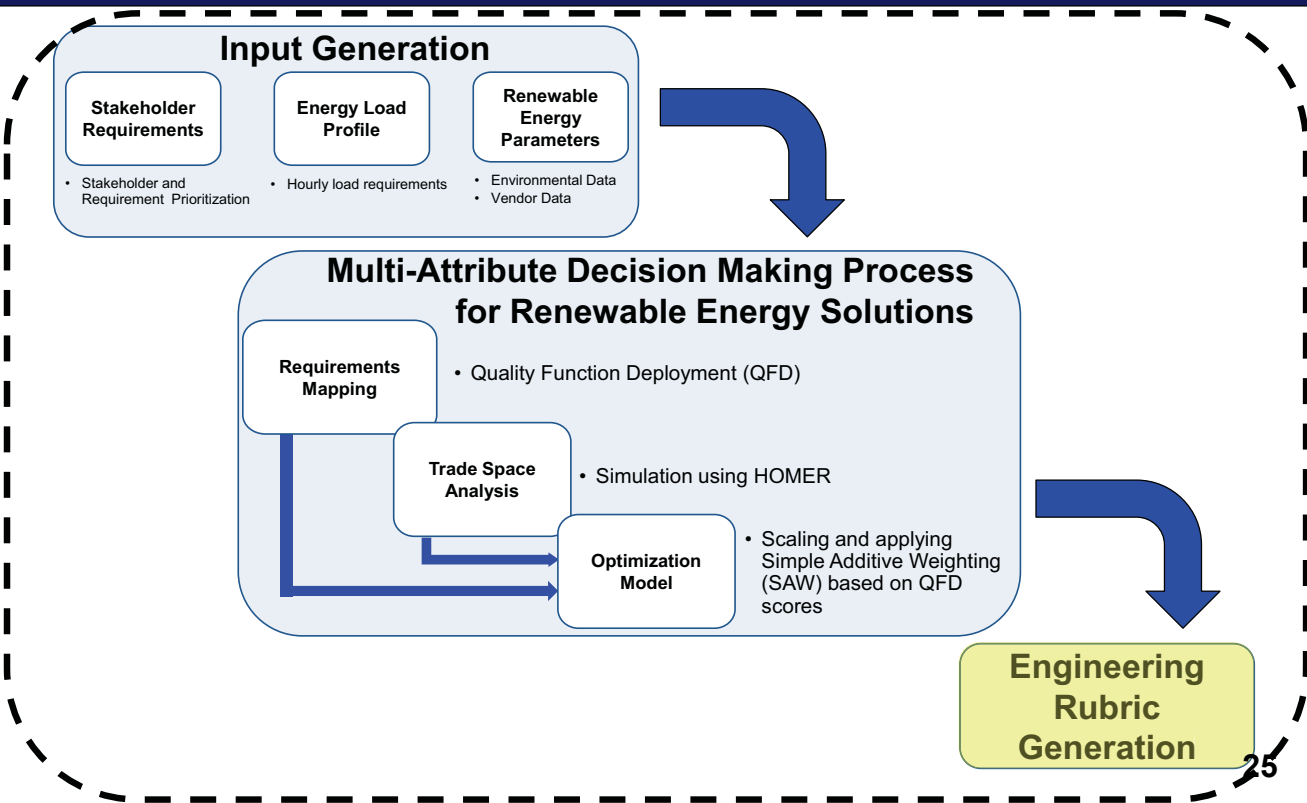 Input Generation
Stakeholder
Requirements
• Stakeholder and
Requirement Prioritization
Energy Load
Profile
• Hourly load requirements
Renewable
Energy
Parameters
• Environmental Data
• Vendor Data
Multi-Attribute Decision Making Process
for Renewable Energy Solutions
Requirements
Mapping
• Quality Function Deployment (QFD)
Trade Space
Analysis
• Simulation using HOMER
Optimization
Model
• Scaling and applying
Simple Additive Weighting
(SAW) based on QFD
scores
Engineering
Rubric
Generation
25